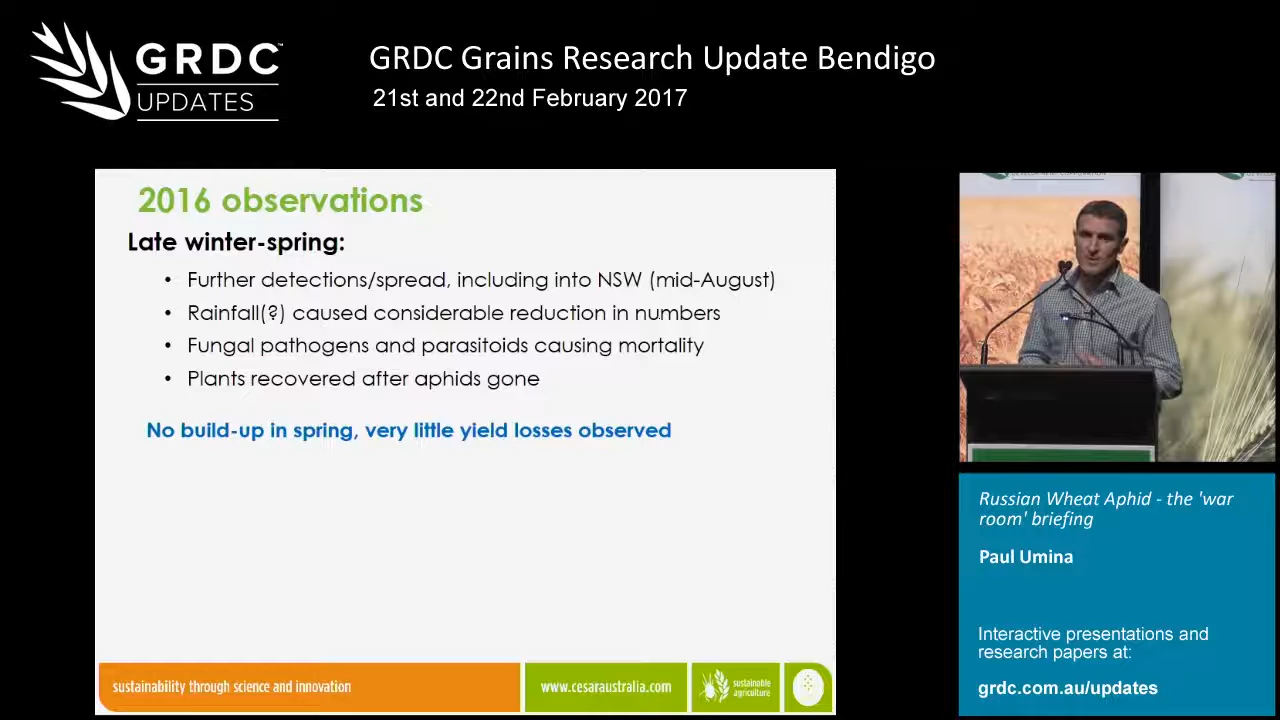 GRDC™
UPDATES
GRDC Grains Research Update Bendigo
21st and 22nd February 2017
2016 observations
Late winter-spring:
• Further detections/spread, including into NSW (mid-August)
• Rainfall(?) caused considerable reduction in numbers
• Fungal pathogens and parasitoids causing mortality
• Plants recovered after aphids gone
No build-up in spring, very little yield losses observed
sustainability through science and innovation
www.cesaraustralia.com
sustainable
agriculture
Russian Wheat Aphid - the 'war
room' briefing
Paul Umina
Interactive presentations and
research papers at:
grdc.com.au/updates